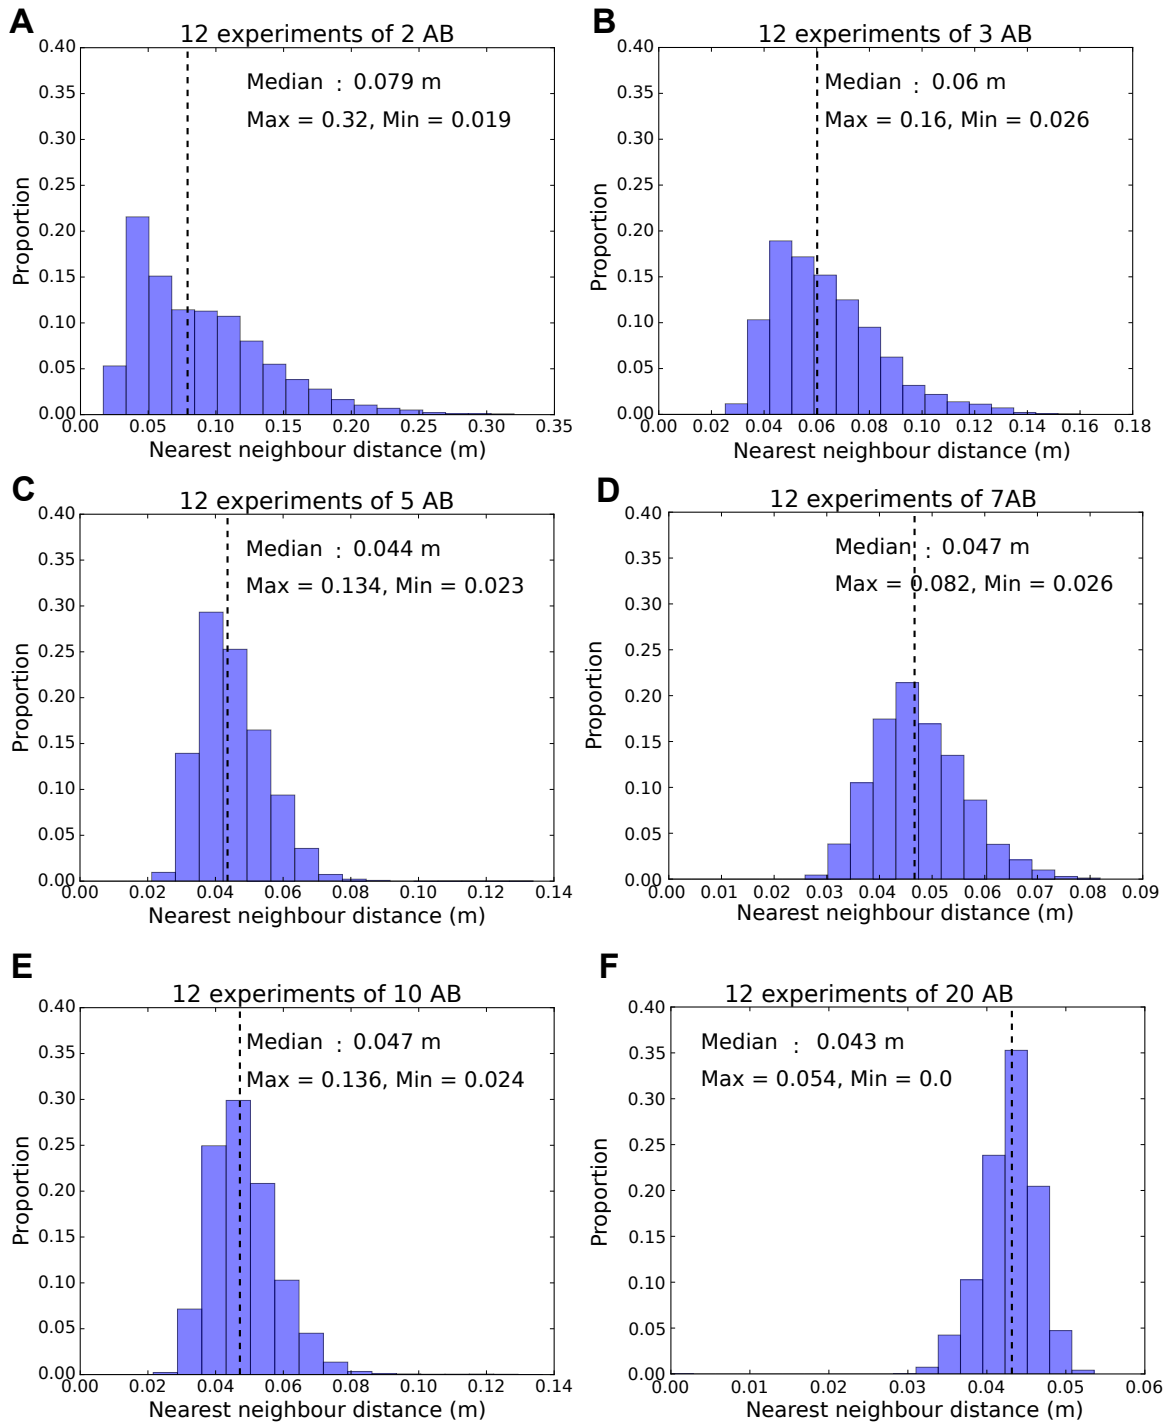 A
12 experiments of 2 AB
0.40
0.35
0.30
0.25
0.20
0.15
0.10
0.05
0.00
Proportion
Median : 0.079 m
Max = 0.32, Min = 0.019
0.00 0.05 0.10 0.15 0.20 0.25 0.30 0.35
Nearest neighbour distance (m)
B
12 experiments of 3 AB
0.40
0.35
0.30
0.25
0.20
0.15
0.10
0.05
0.00
Proportion
Median : 0.06 m
Max = 0.16, Min = 0.026
0.00 0.02 0.04 0.06 0.08 0.10 0.12 0.14 0.16 0.18
Nearest neighbour distance (m)
C
12 experiments of 5 AB
0.40
0.35
0.30
0.25
0.20
0.15
0.10
0.05
0.00
Proportion
Median : 0.044 m
Max = 0.134, Min = 0.023
0.00 0.02 0.04 0.06 0.08 0.10 0.12 0.14
Nearest neighbour distance (m)
D
12 experiments of 7AB
0.40
0.35
0.30
0.25
0.20
0.15
0.10
0.05
0.00
Proportion
Median : 0.047 m
Max = 0.082, Min = 0.026
0.00 0.01 0.02 0.03 0.04 0.05 0.06 0.07 0.08 0.09
Nearest neighbour distance (m)
E
12 experiments of 10 AB
0.40
0.35
0.30
0.25
0.20
0.15
0.10
0.05
0.00
Proportion
Median : 0.047 m
Max = 0.136, Min = 0.024
0.00 0.02 0.04 0.06 0.08 0.10 0.12 0.14
Nearest neighbour distance (m)
F
12 experiments of 20 AB
0.40
0.35
0.30
0.25
0.20
0.15
0.10
0.05
0.00
Proportion
Median : 0.043 m
Max = 0.054, Min = 0.0
0.00 0.01 0.02 0.03 0.04 0.05 0.06
Nearest neighbour distance (m)